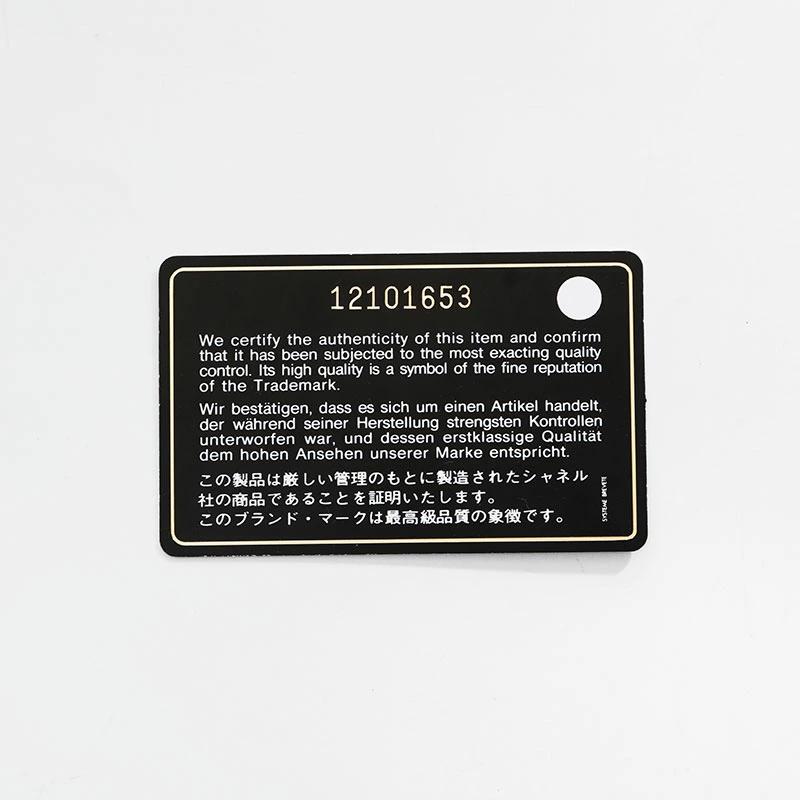 12101653
We certify the authenticity of this item and confirm
that it has been subjected to the most exacting quality
control. Its high quality is a symbol of the fine reputation
of the Trademark.
Wir bestätigen, dass es sich um einen Artikel handelt,
der während seiner Herstellung strengsten Kontrollen
unterworfen war, und dessen erstklassige Qualität
dem hohen Ansehen unserer Marke entspricht.
この製品は厳しい管理のもとに製造されたシャネル
社の商品であることを証明いたします。
このブランド・マークは最高級品質の象徴です。
SYSTEME BREVETE